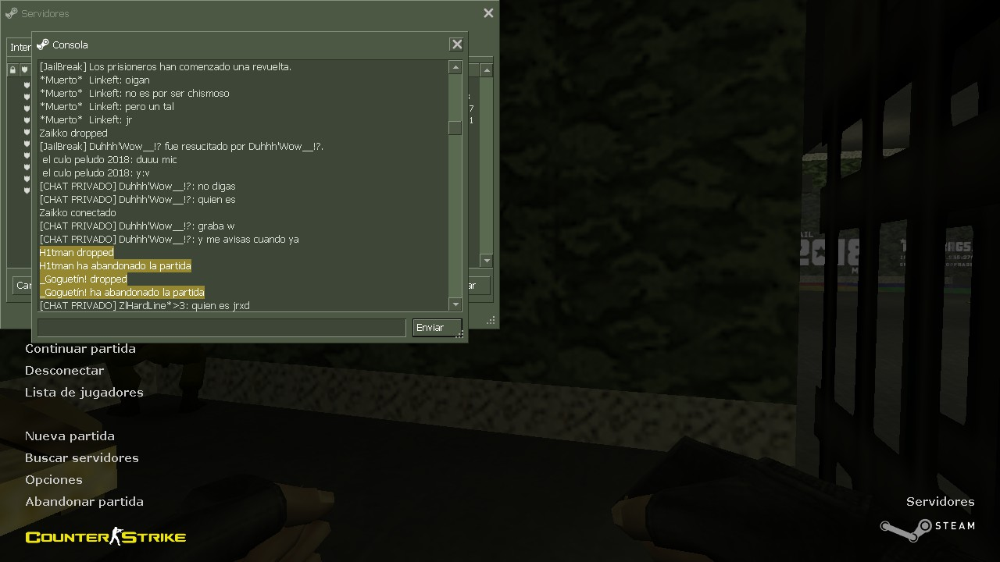 Servidores
Inter
Consola
[JailBreak] Los prisioneros han comenzado una revuelta.
*Muerto*  Linkeft: oigan
*Muerto*  Linkeft: no es por ser chismoso
*Muerto*  Linkeft: pero un tal
*Muerto*  Linkeft: jr
Zaikko dropped
[JailBreak] Duhhh'Wow__!? fue resucitado por Duhhh'Wow__!?.
el culo peludo 2018: duuu mic
el culo peludo 2018: y:v
[CHAT PRIVADO] Duhhh'Wow__!?: no digas
[CHAT PRIVADO] Duhhh'Wow__!?: quien es
Zaikko conectado
[CHAT PRIVADO] Duhhh'Wow__!?: graba w
[CHAT PRIVADO] Duhhh'Wow__!?: y me avisas cuando ya
H1tman dropped
H1tman ha abandonado la partida
_Goguetín! dropped
_Goguetín! ha abandonado la partida
[CHAT PRIVADO] ZlHardLine*>3: quien es jrxd
7
1
Enviar
Car
ar
Continuar partida
Desconectar
Lista de jugadores
Nueva partida
Buscar servidores
Opciones
Abandonar partida
COUNTER STRIKE
Servidores
STEAM
AIL
2018